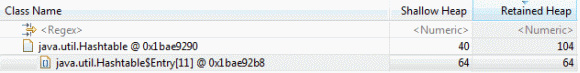 Class Name Shallow Heap Retained Heap
<Regex> <Numeric> <Numeric>
java.util.Hashtable @ 0x1bae9290 40 104
java.util.Hashtable$Entry[11] @ 0x1bae92b8 64 64